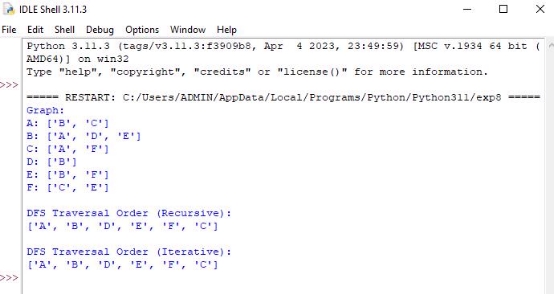 IDLE Shell 3.11.3
File Edit Shell Debug Options Window Help
Python 3.11.3 (tags/v3.11.3:f3909b8, Apr  4 2023, 23:49:59) [MSC v.1934 64 bit (
AMD64)] on win32
Type "help", "copyright", "credits" or "license()" for more information.
>>>
===== RESTART: C:/Users/ADMIN/AppData/Local/Programs/Python/Python311/exp8 =====
Graph:
A: ['B', 'C']
B: ['A', 'D', 'E']
C: ['A', 'F']
D: ['B']
E: ['B', 'F']
F: ['C', 'E']
DFS Traversal Order (Recursive):
['A', 'B', 'D', 'E', 'F', 'C']
DFS Traversal Order (Iterative):
['A', 'B', 'D', 'E', 'F', 'C']
>>>